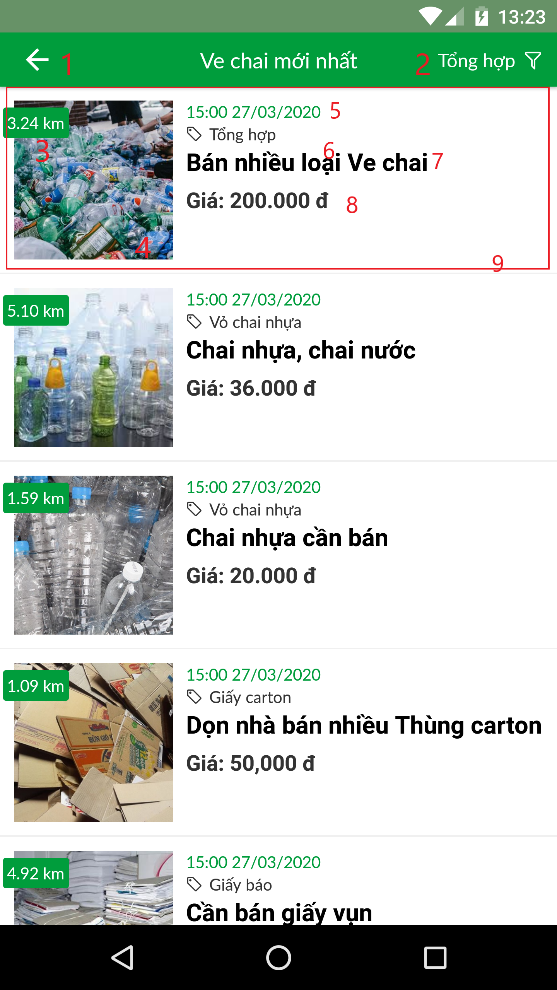 13:23
1 Ve chai mới nhất 2 Tổng hợp
3.24 km
3
4
15:00 27/03/2020 5
Tổng hợp 6
Bán nhiều loại Ve chai 7
Giá: 200.000 đ 8
9
5.10 km
15:00 27/03/2020
Vỏ chai nhựa
Chai nhựa, chai nước
Giá: 36.000 đ
1.59 km
15:00 27/03/2020
Vỏ chai nhựa
Chai nhựa cần bán
Giá: 20.000 đ
1.09 km
15:00 27/03/2020
Giấy carton
Dọn nhà bán nhiều Thùng carton
Giá: 50,000 đ
4.92 km
15:00 27/03/2020
Giấy báo
Cần bán giấy vụn